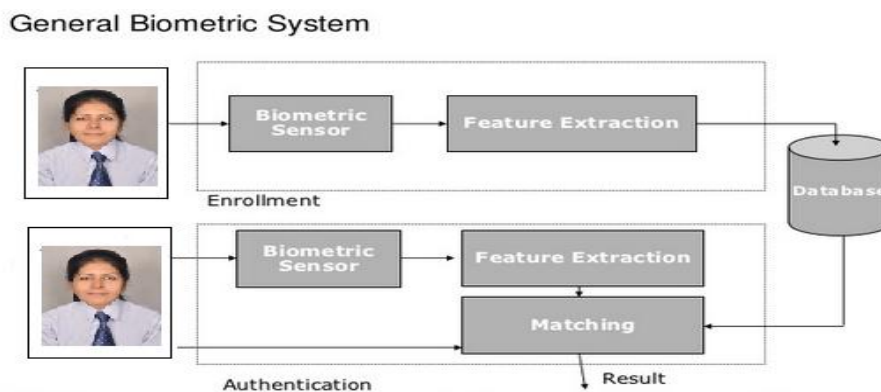 General Biometric System
Biometric
Sensor
Feature Extraction
Enrollment
Database
Biometric
Sensor
Feature Extraction
Matching
Result
Authentication